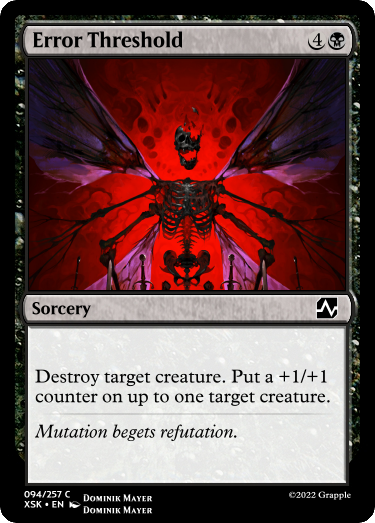 Error Threshold 4
Sorcery
Destroy target creature. Put a +1/+1
counter on up to one target creature.
Mutation begets refutation.
094/257 C
XSK • EN DOMINIK MAYER
DOMINIK MAYER
©2022 Grapple